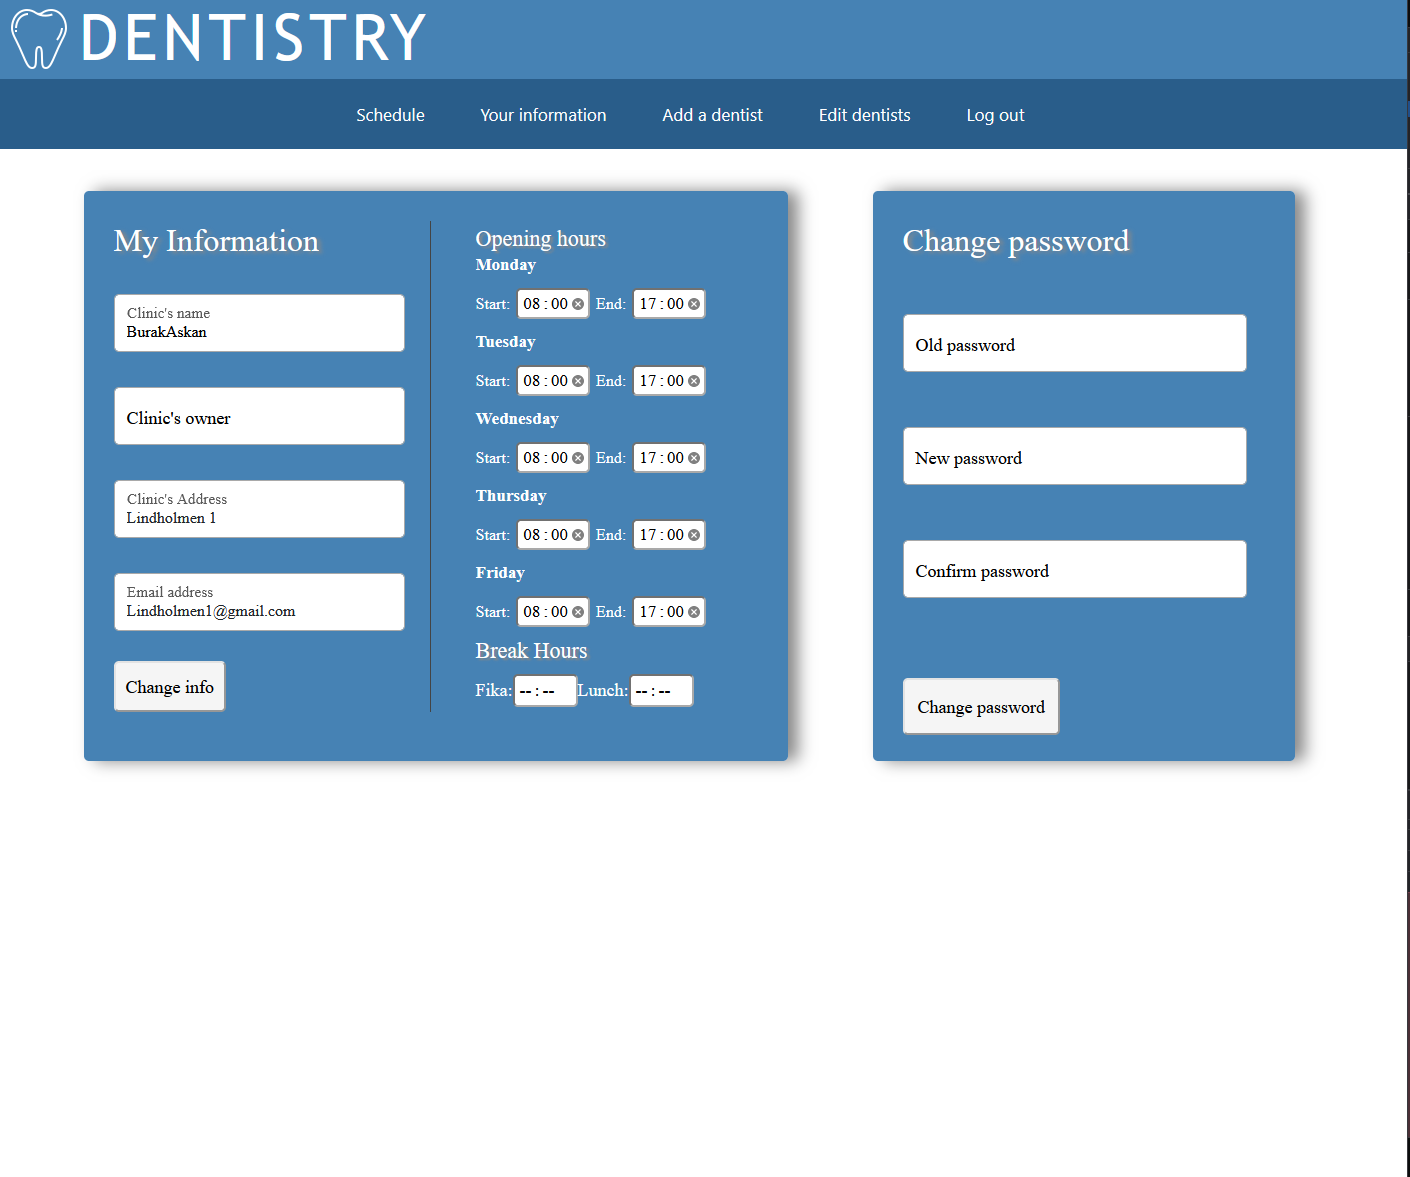 DENTISTRY
Schedule Your information Add a dentist Edit dentists Log out
My Information
Clinic's name
BurakAskan
Clinic's owner
Clinic's Address
Lindholmen 1
Email address
Lindholmen1@gmail.com
Change info
Opening hours
Monday
Start: 08:00 End: 17:00
Tuesday
Start: 08:00 End: 17:00
Wednesday
Start: 08:00 End: 17:00
Thursday
Start: 08:00 End: 17:00
Friday
Start: 08:00 End: 17:00
Break Hours
Fika: --:-- Lunch: --:--
Change password
Old password
New password
Confirm password
Change password